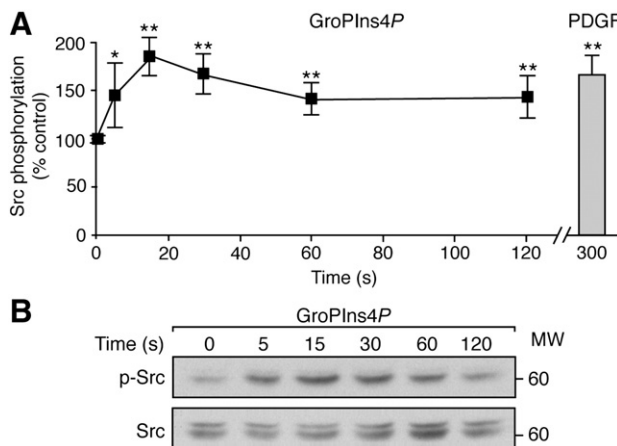 A
GroPIns4P
PDGF
Src phosphorylation
(% control)
200
150
100
50
0
*
**
**
**
**
**
0
20
40
60
80
100
120
300
Time (s)
B
GroPIns4P
Time (s) 0 5 15 30 60 120 MW
p-Src 60
Src 60